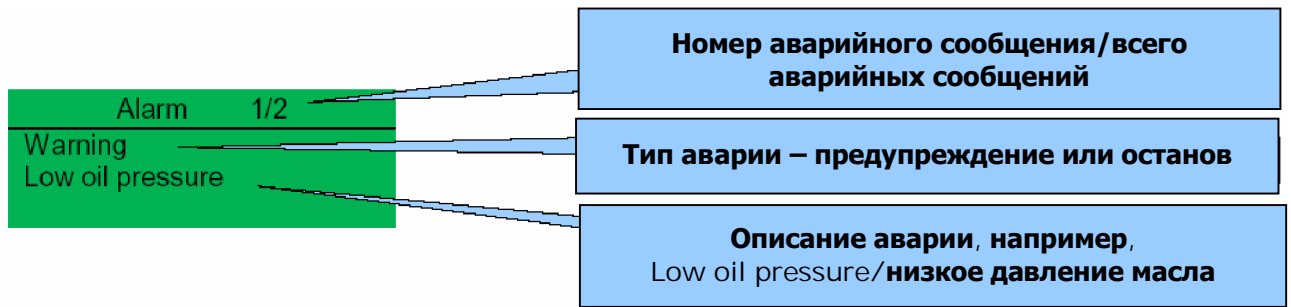 Номер аварийного сообщения/всего
аварийных сообщений
Alarm 1/2
Warning
Low oil pressure
Тип аварии – предупреждение или останов
Описание аварии, например,
Low oil pressure/низкое давление масла